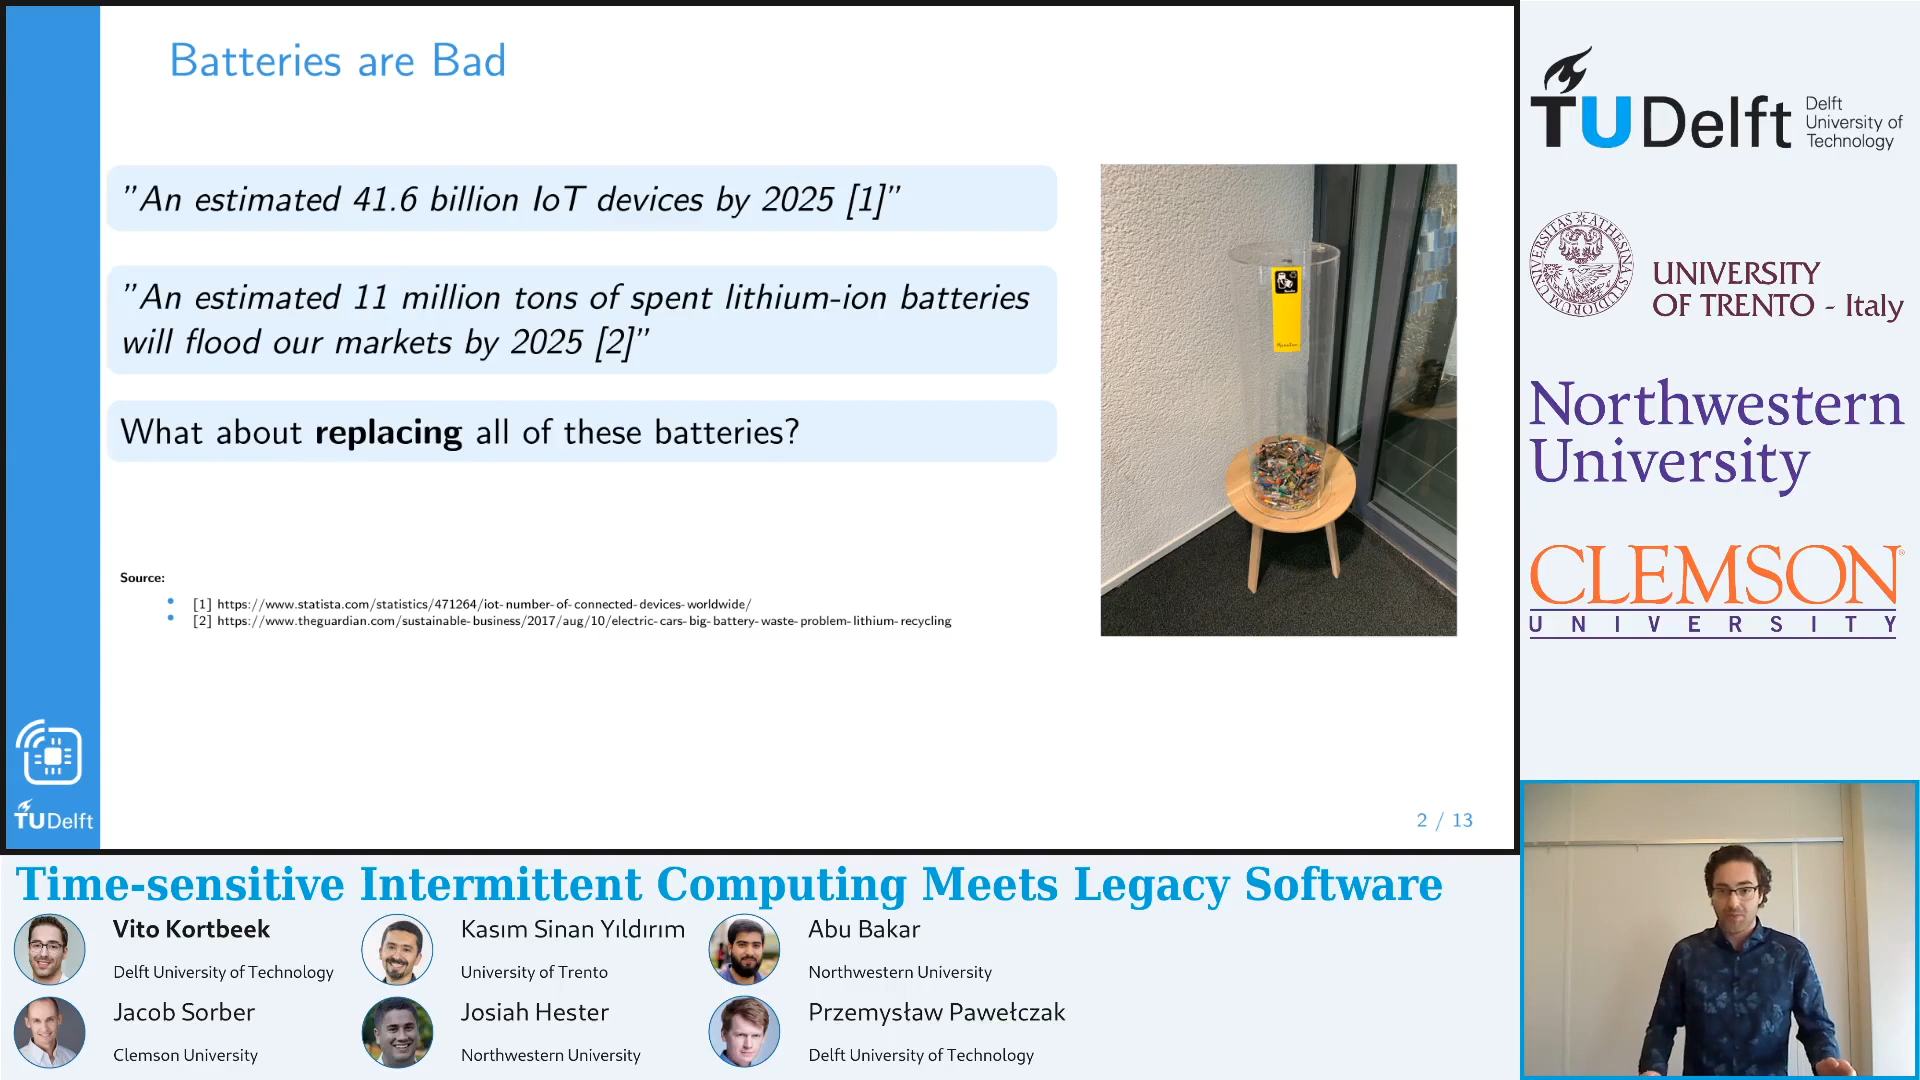 Batteries are Bad
”An estimated 41.6 billion IoT devices by 2025 [1]”
”An estimated 11 million tons of spent lithium-ion batteries
will flood our markets by 2025 [2]”
What about replacing all of these batteries?
Source:
[1] https://www.statista.com/statistics/471264/iot-number-of-connected-devices-worldwide/
[2] https://www.theguardian.com/sustainable-business/2017/aug/10/electric-cars-big-battery-waste-problem-lithium-recycling
TUDelft
2 / 13
TUDelft
Delft
University of
Technology
UNIVERSITY
OF TRENTO - Italy
Northwestern
University
CLEMSON
UNIVERSITY
Time-sensitive Intermittent Computing Meets Legacy Software
Vito Kortbeek
Delft University of Technology
Kasım Sinan Yıldırım
University of Trento
Abu Bakar
Northwestern University
Jacob Sorber
Clemson University
Josiah Hester
Northwestern University
Przemysław Pawełczak
Delft University of Technology